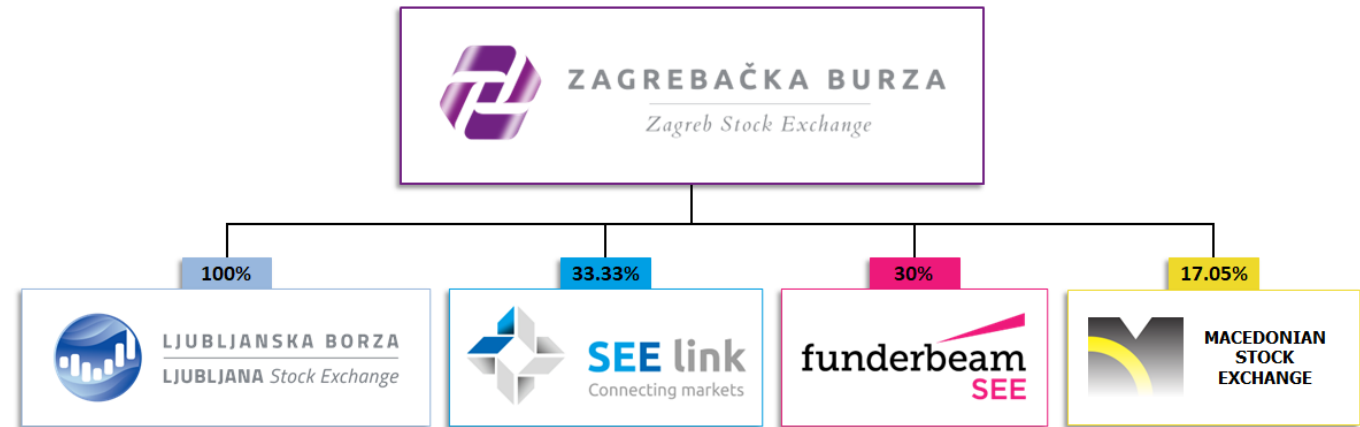 ZAGREBAČKA BURZA
Zagreb Stock Exchange
100%
33.33%
30%
17.05%
LJUBLJANSKA BORZA
LJUBLJANA Stock Exchange
SEE link
Connecting markets
funderbeam
SEE
MACEDONIAN
STOCK
EXCHANGE